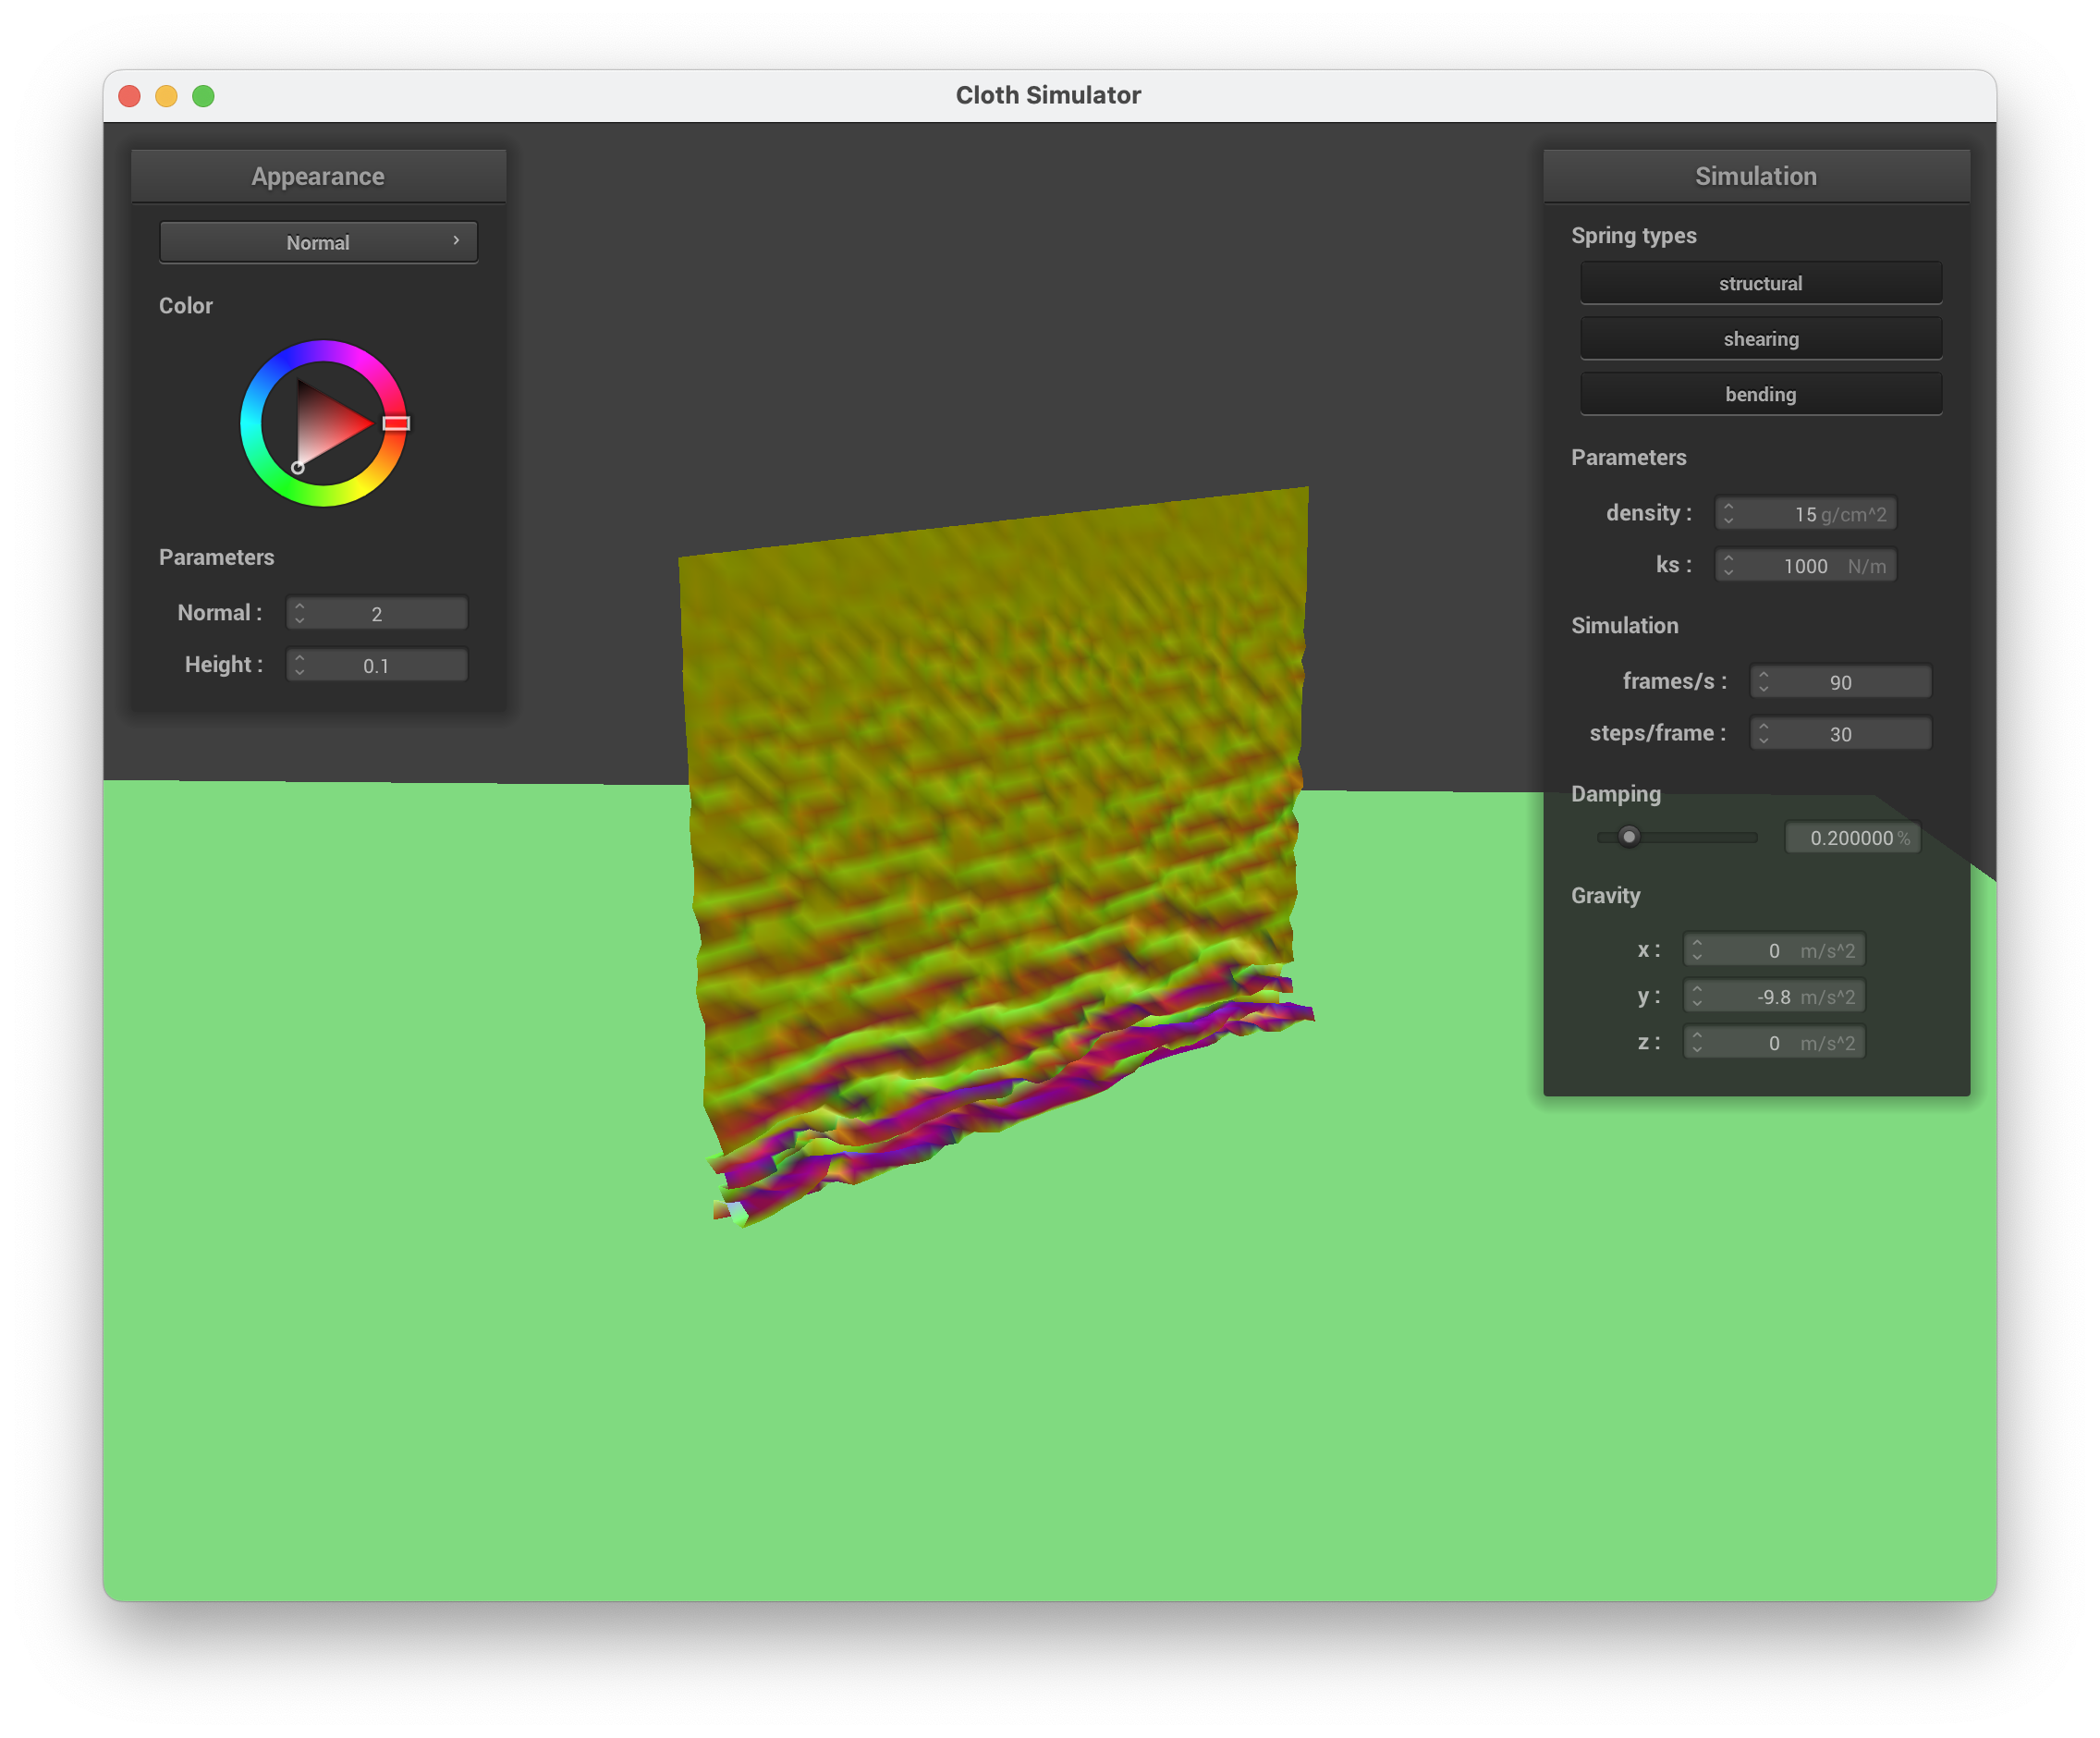 Cloth Simulator
Appearance
Normal
Color
Parameters
Normal : 2
Height : 0.1
Simulation
Spring types
structural
shearing
bending
Parameters
density : 15 g/cm^2
ks : 1000 N/m
Simulation
frames/s : 90
steps/frame : 30
Damping
0.200000 %
Gravity
x : 0 m/s^2
y : -9.8 m/s^2
z : 0 m/s^2